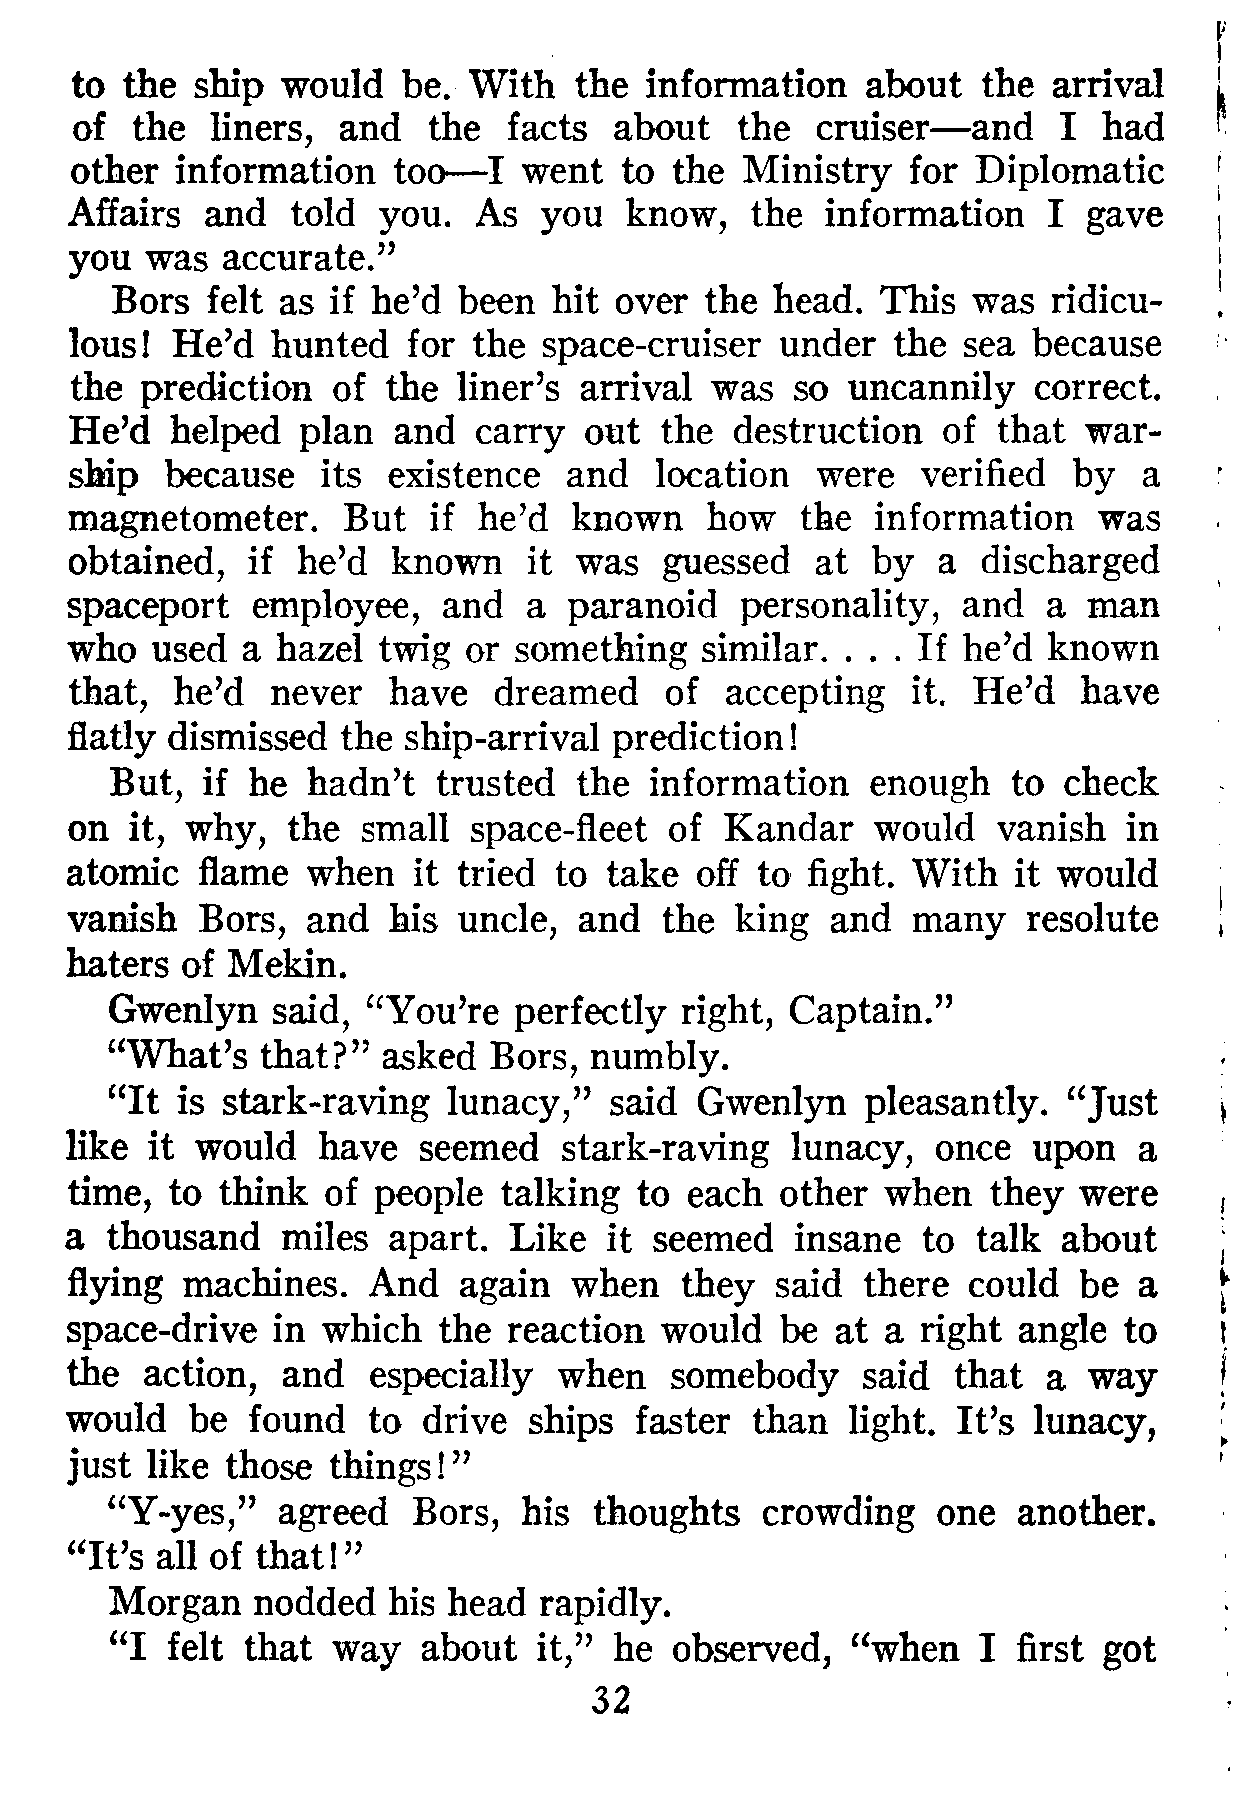 to the ship would be. With the information about the arrival
of the liners, and the facts about the cruiser—and I had
other information too—I went to the Ministry for Diplomatic
Affairs and told you. As you know, the information I gave
you was accurate.”
Bors felt as if he’d been hit over the head. This was ridicu-
lous! He’d hunted for the space-cruiser under the sea because
the prediction of the liner’s arrival was so uncannily correct.
He’d helped plan and carry out the destruction of that war-
ship because its existence and location were verified by a
magnetometer. But if he’d known how the information was
obtained, if he’d known it was guessed at by a discharged
spaceport employee, and a paranoid personality, and a man
who used a hazel twig or something similar. . . . If he’d known
that, he’d never have dreamed of accepting it. He’d have
flatly dismissed the ship-arrival prediction!
But, if he hadn’t trusted the information enough to check
on it, why, the small space-fleet of Kandar would vanish in
atomic flame when it tried to take off to fight. With it would
vanish Bors, and his uncle, and the king and many resolute
haters of Mekin.
Gwenlyn said, “You’re perfectly right, Captain.”
“What’s that?” asked Bors, numbly.
“It is stark-raving lunacy,” said Gwenlyn pleasantly. “Just
like it would have seemed stark-raving lunacy, once upon a
time, to think of people talking to each other when they were
a thousand miles apart. Like it seemed insane to talk about
flying machines. And again when they said there could be a
space-drive in which the reaction would be at a right angle to
the action, and especially when somebody said that a way
would be found to drive ships faster than light. It’s lunacy,
just like those things!”
“Y-yes,” agreed Bors, his thoughts crowding one another.
“It’s all of that!”
Morgan nodded his head rapidly.
“I felt that way about it,” he observed, “when I first got
32